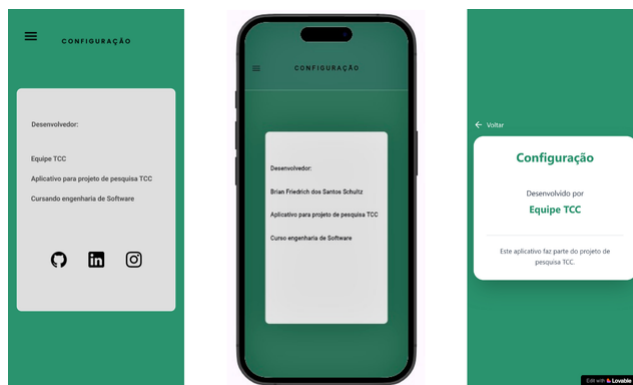 CONFIGURAÇÃO
Desenvolvedor:
Equipe TCC
Aplicativo para projeto de pesquisa TCC
Cursando engenharia de Software
in
CONFIGURAÇÃO
Desenvolvedor:
Brian Friedrich dos Santos Schultz
Aplicativo para projeto de pesquisa TCC
Curso engenharia de Software
Voltar
Configuração
Desenvolvido por
Equipe TCC
Este aplicativo faz parte do projeto de
pesquisa TCC.
Edit with Lovable